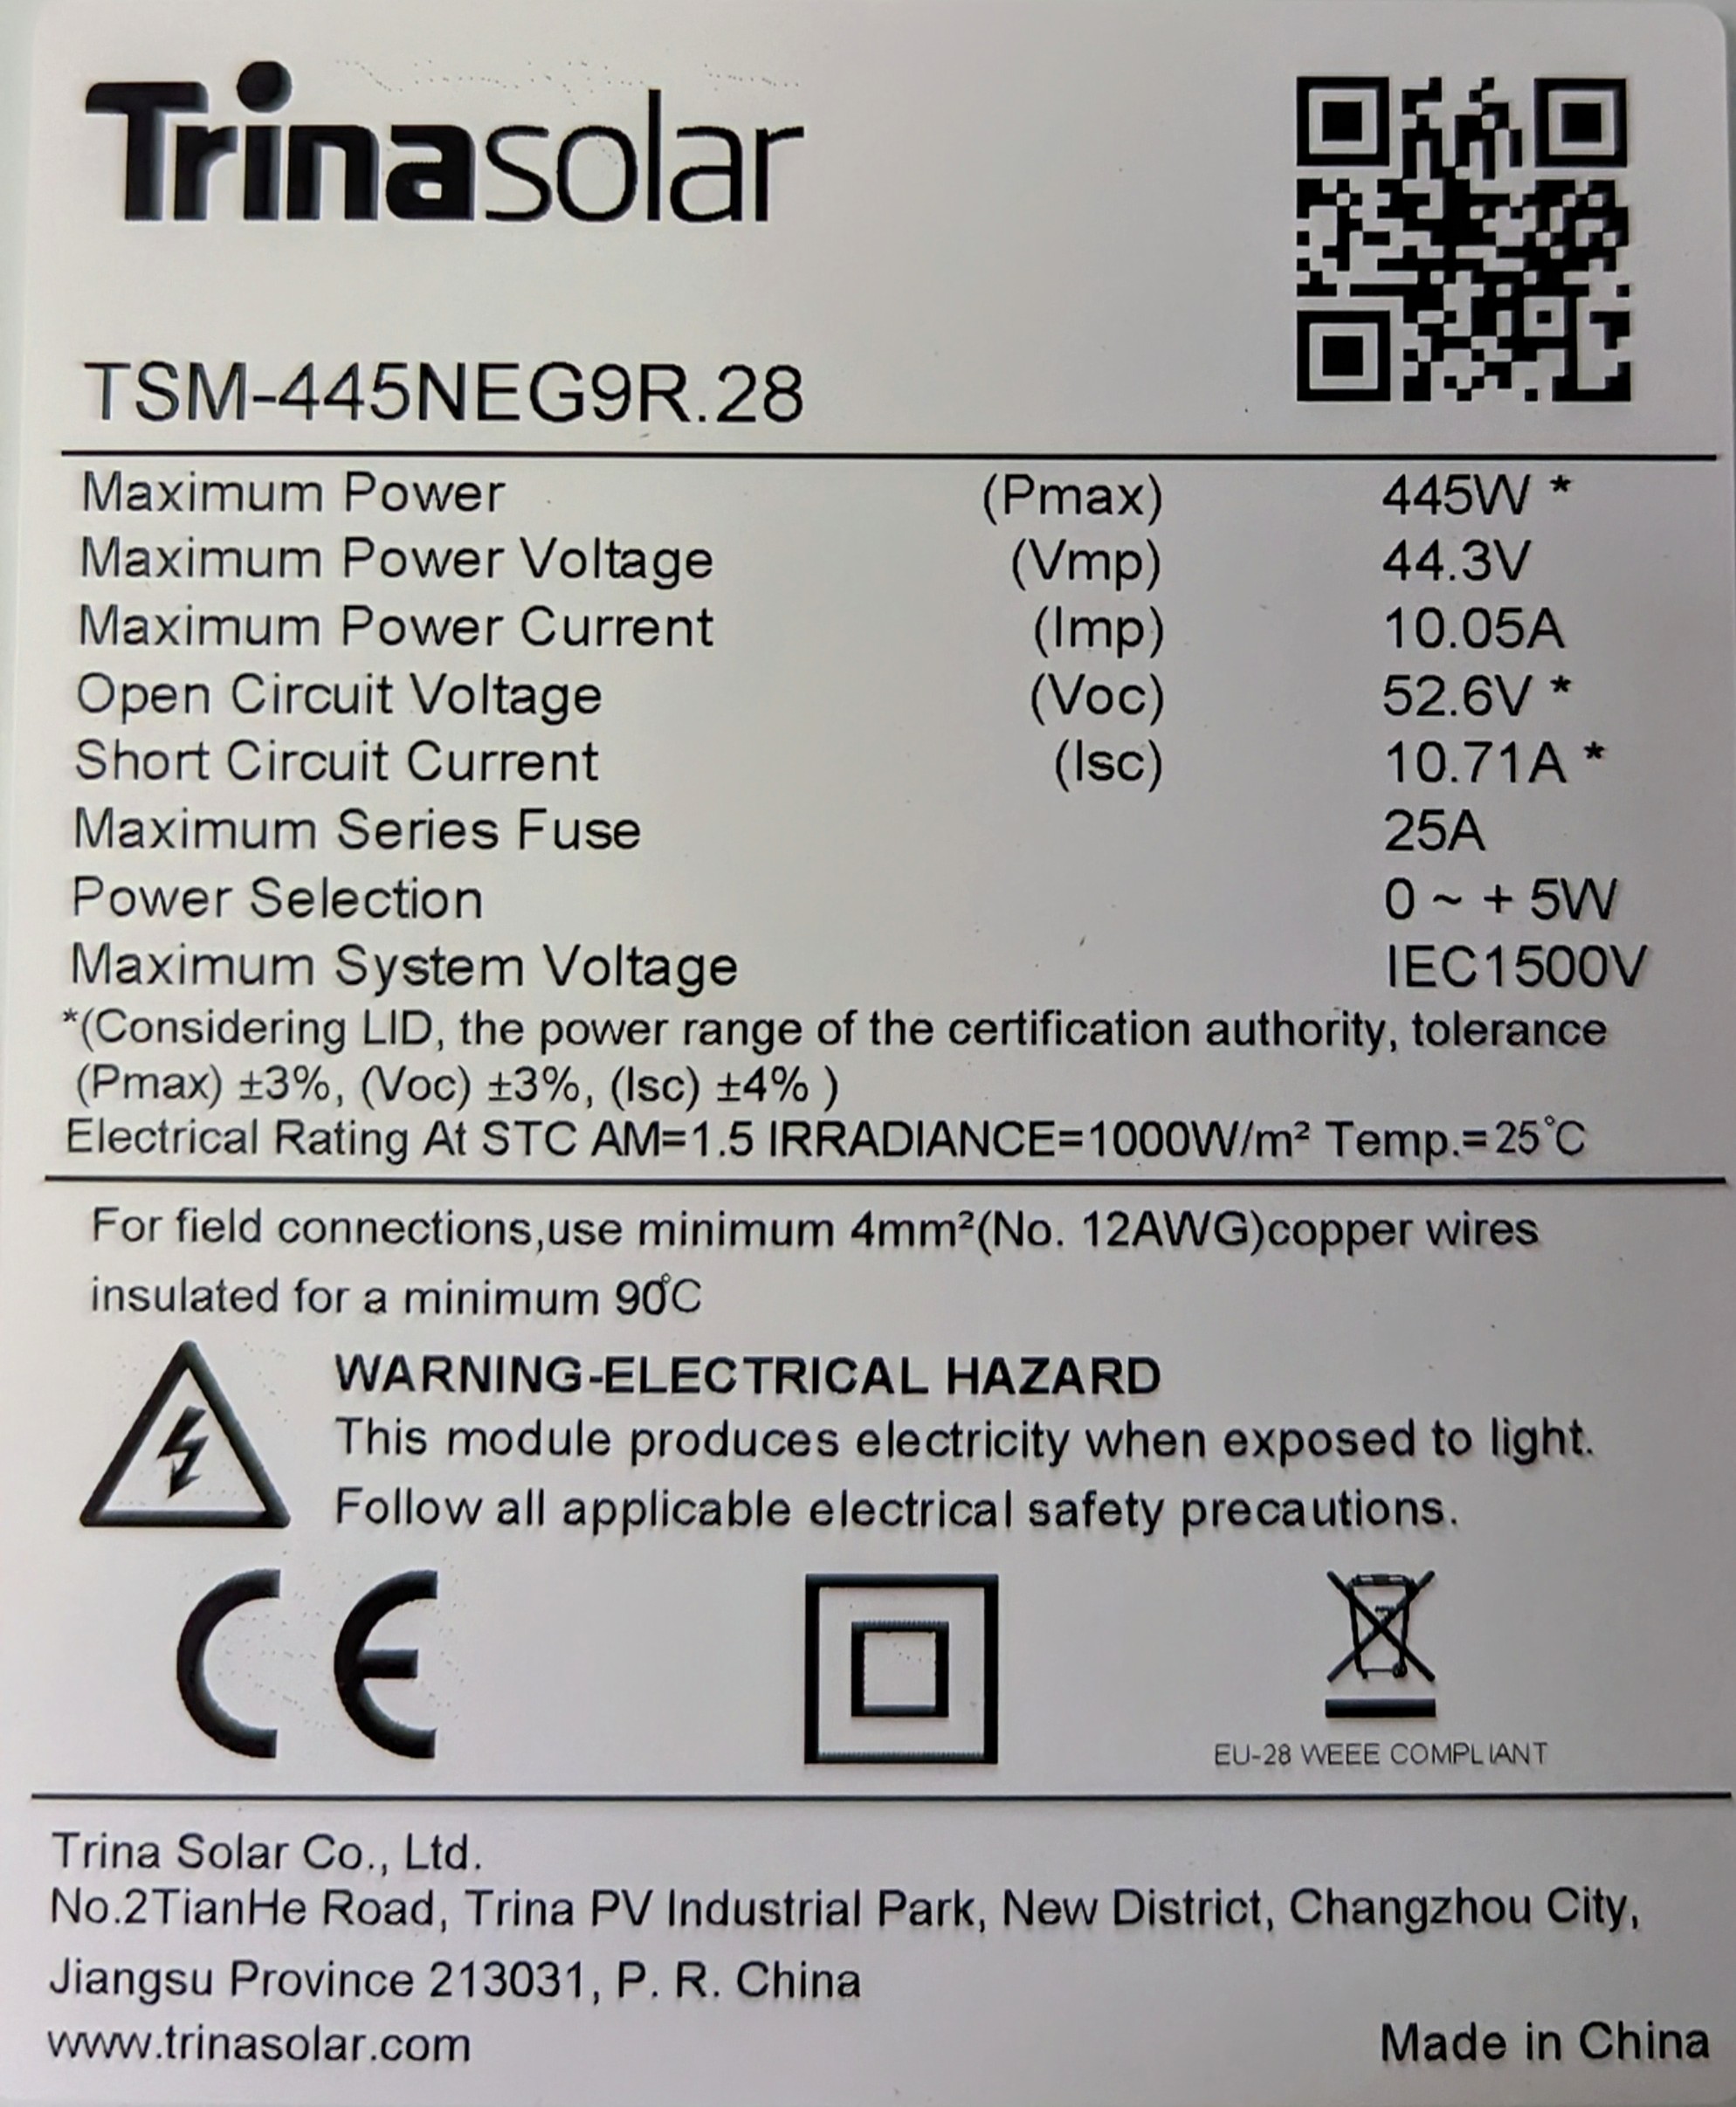 Trinasolar
TSM-445NEG9R.28
Maximum Power (Pmax) 445W *
Maximum Power Voltage (Vmp) 44.3V
Maximum Power Current (Imp) 10.05A
Open Circuit Voltage (Voc) 52.6V *
Short Circuit Current (Isc) 10.71A *
Maximum Series Fuse 25A
Power Selection 0 ~ + 5W
Maximum System Voltage IEC1500V
*(Considering LID, the power range of the certification authority, tolerance
(Pmax) ±3%, (Voc) ±3%, (Isc) ±4% )
Electrical Rating At STC AM=1.5 IRRADIANCE=1000W/m² Temp.=25℃
For field connections,use minimum 4mm²(No. 12AWG)copper wires
insulated for a minimum 90℃
WARNING-ELECTRICAL HAZARD
This module produces electricity when exposed to light.
Follow all applicable electrical safety precautions.
CE
EU-28 WEEE COMPLIANT
Trina Solar Co., Ltd.
No.2TianHe Road, Trina PV Industrial Park, New District, Changzhou City,
Jiangsu Province 213031, P. R. China
www.trinasolar.com Made in China